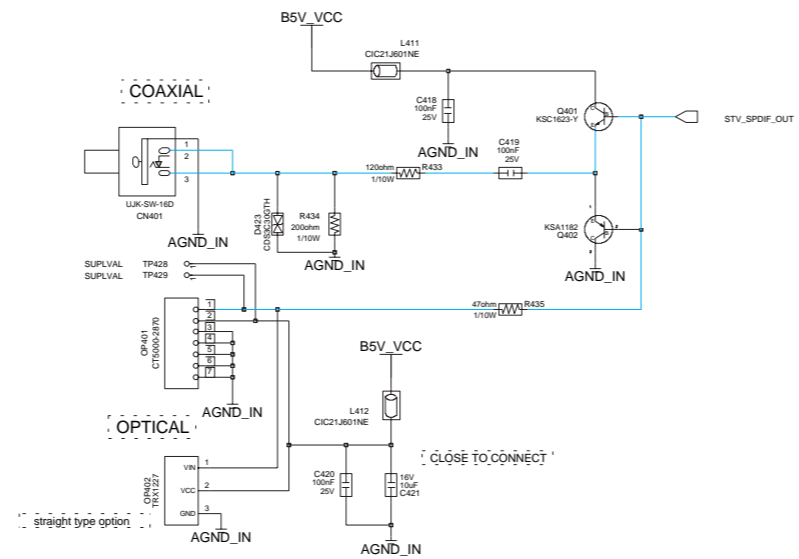 B5V_VCC
L411
CIC21J601NE
COAXIAL
C418
100nF
25V
AGND_IN
Q401
KSC1623-Y
STV_SPDIF_OUT
C419
100nF
25V
1
2
3
120ohm
R433
1/10W
UJK-SW-16D
CN401
D423
CDS3C30GTH
R434
200ohm
1/10W
KSA1182
Q402
AGND_IN
AGND_IN
AGND_IN
SUPLVAL TP428
SUPLVAL TP429
47ohm
R435
1/10W
OP401
CT5000-2870
1
2
3
4
5
6
7
B5V_VCC
AGND_IN
L412
CIC21J601NE
OPTICAL
CLOSE TO CONNECT
OP402
TRX1227
VIN 1
VCC 2
GND 3
C420
100nF
25V
16V
10uF
C421
straight type option
AGND_IN
AGND_IN